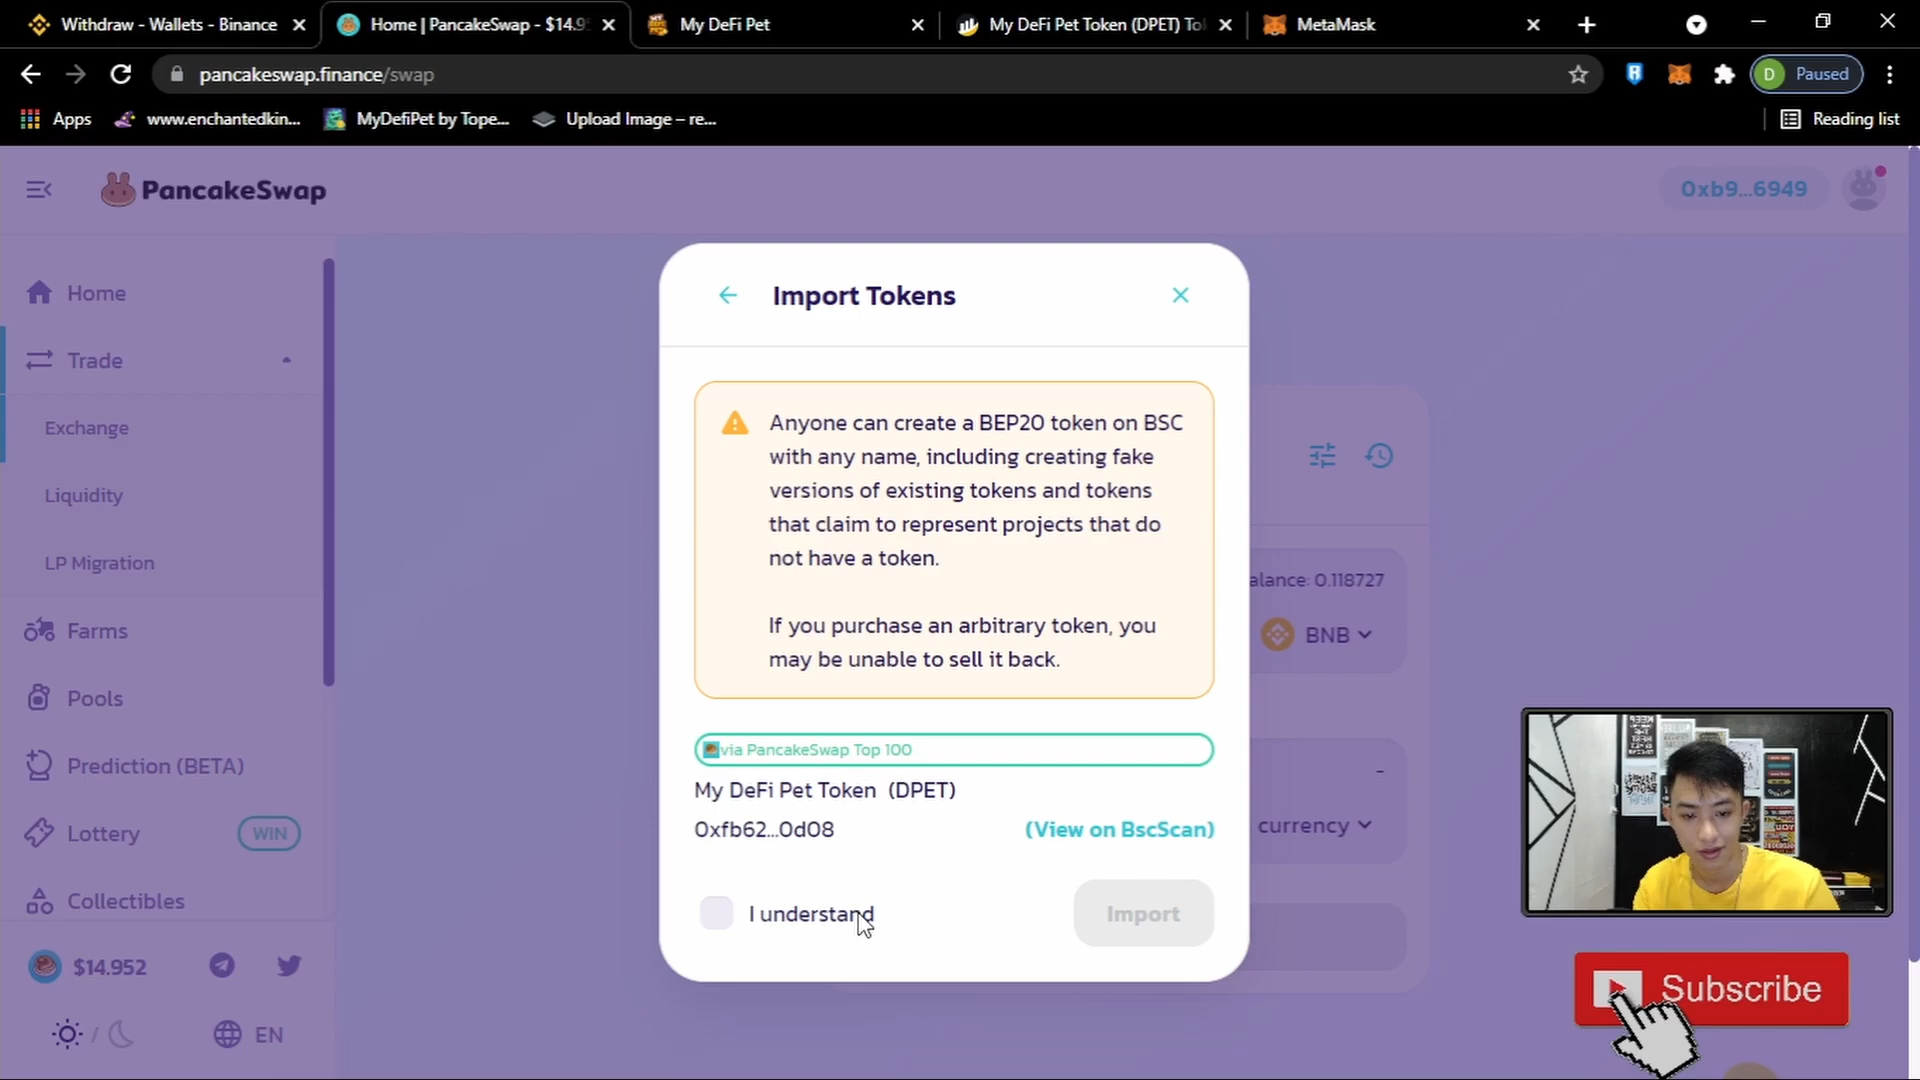 Withdraw - Wallets - Binance
Home | PancakeSwap - $14.9
My DeFi Pet
My DeFi Pet Token (DPET) To
MetaMask
pancakeswap.finance/swap
D Paused
Apps
www.enchantedkin...
MyDefiPet by Tope...
Upload Image – re...
Reading list
PancakeSwap
0xb9...6949
Home
Trade
Exchange
Liquidity
LP Migration
Farms
Pools
Prediction (BETA)
Lottery
WIN
Collectibles
$14.952
/
EN
Import Tokens
Anyone can create a BEP20 token on BSC
with any name, including creating fake
versions of existing tokens and tokens
that claim to represent projects that do
not have a token.
If you purchase an arbitrary token, you
may be unable to sell it back.
via PancakeSwap Top 100
My DeFi Pet Token (DPET)
0xfb62...0d08
(View on BscScan)
I understand
Import
alance: 0.118727
BNB
-
currency
Subscribe